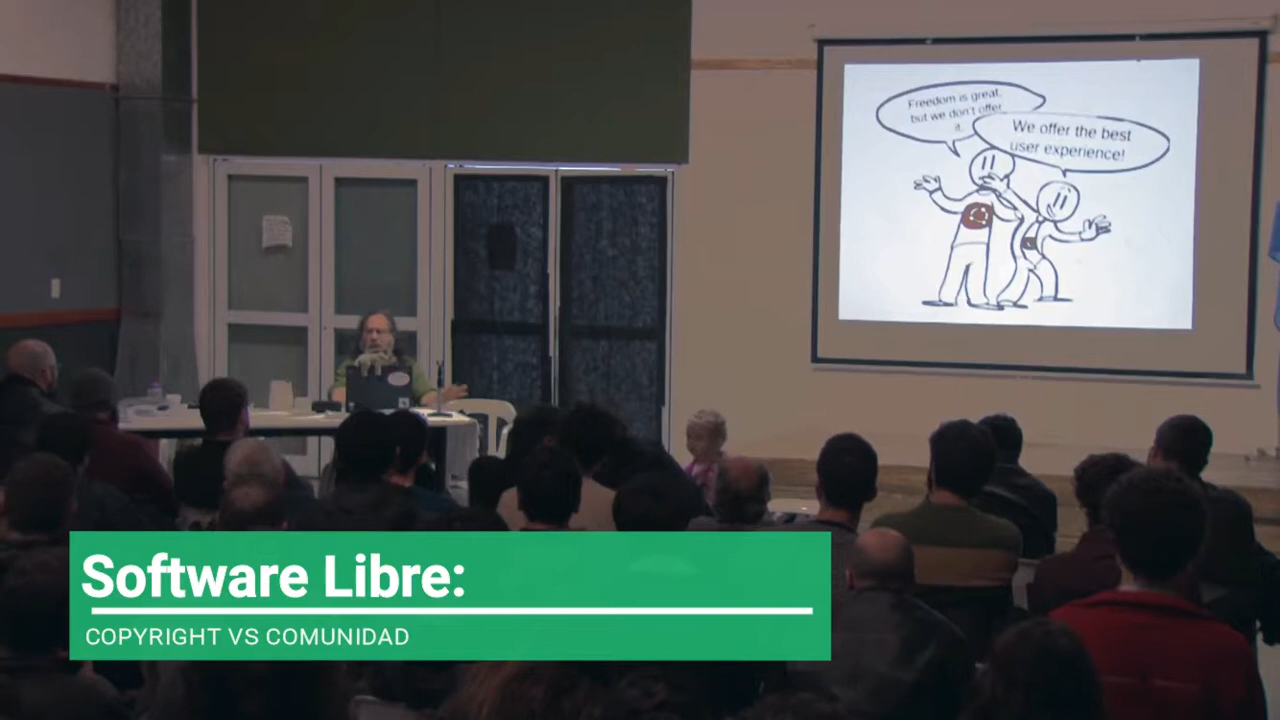 Freedom is great,
but we don't offer
it.
We offer the best
user experience!
Software Libre:
COPYRIGHT VS COMUNIDAD